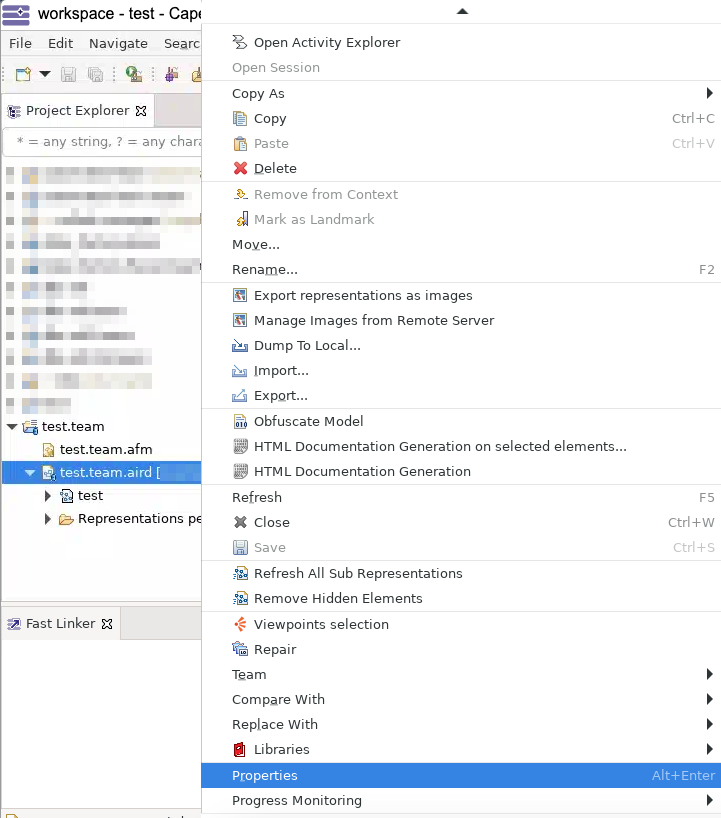 workspace - test - Cape
File Edit Navigate Searc
Project Explorer
* = any string, ? = any chara
test.team
test.team.afm
test.team.aird [
test
Representations pe
Fast Linker
Open Activity Explorer
Open Session
Copy As
Copy Ctrl+C
Paste Ctrl+V
Delete
Remove from Context
Mark as Landmark
Move...
Rename... F2
Export representations as images
Manage Images from Remote Server
Dump To Local...
Import...
Export...
Obfuscate Model
HTML Documentation Generation on selected elements...
HTML Documentation Generation
Refresh F5
Close Ctrl+W
Save Ctrl+S
Refresh All Sub Representations
Remove Hidden Elements
Viewpoints selection
Repair
Team
Compare With
Replace With
Libraries
Properties Alt+Enter
Progress Monitoring